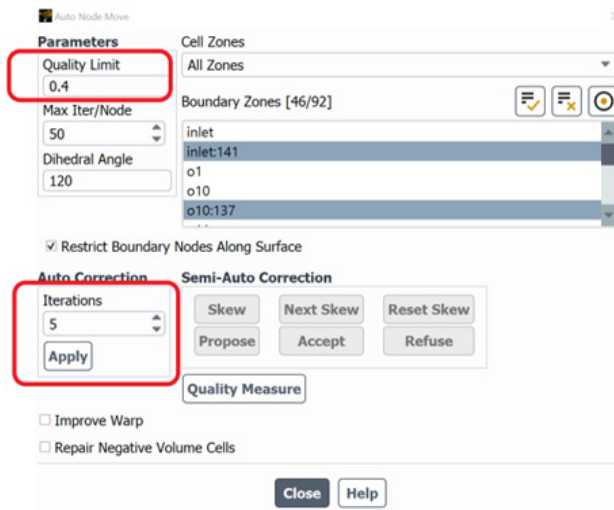 Auto Node Move
Parameters
Cell Zones
Quality Limit
All Zones
0.4
Max Iter/Node
Boundary Zones [46/92]
50
inlet
inlet:141
Dihedral Angle
o1
120
o10
o10:137
Restrict Boundary Nodes Along Surface
Auto Correction
Semi-Auto Correction
Iterations
5
Skew
Next Skew
Reset Skew
Apply
Propose
Accept
Refuse
Quality Measure
Improve Warp
Repair Negative Volume Cells
Close
Help